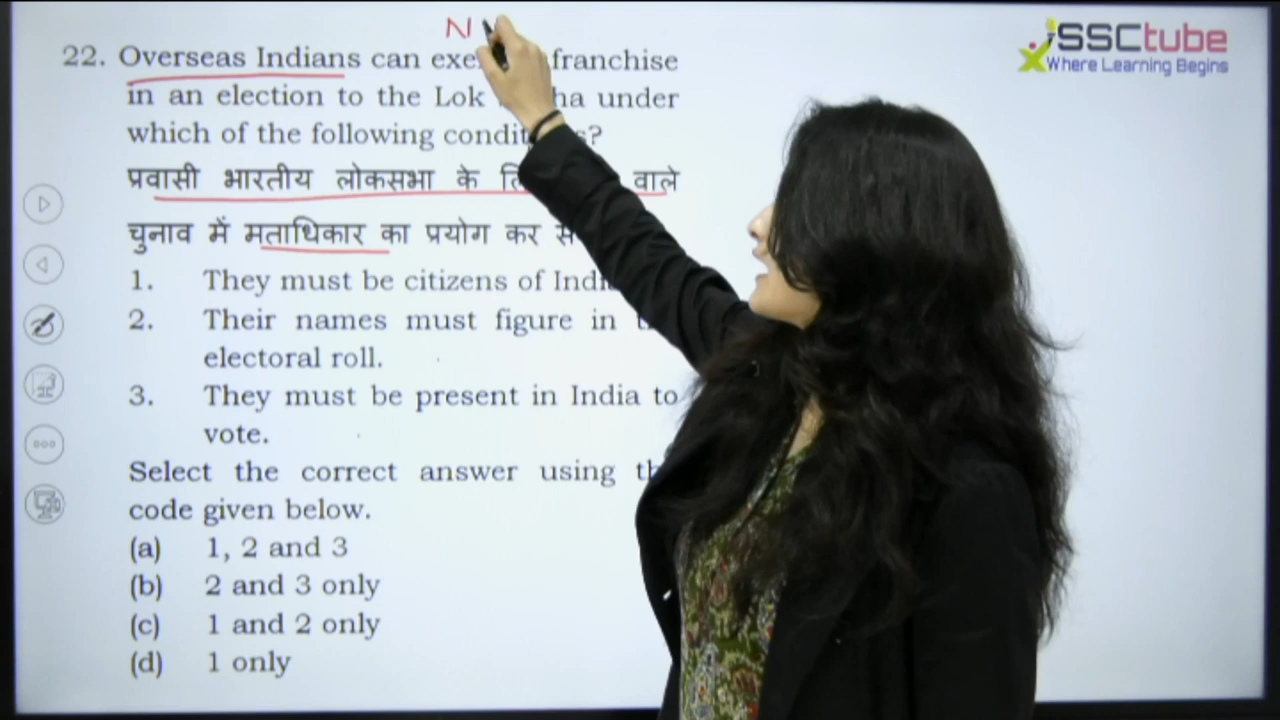 N
SSCtube
Where Learning Begins
22. Overseas Indians can exe franchise
in an election to the Lok ha under
which of the following condit s?
प्रवासी भारतीय लोकसभा के वाले
चुनाव में मताधिकार का प्रयोग कर
1. They must be citizens of Ind
2. Their names must figure in
electoral roll.
3. They must be present in India to
vote.
Select the correct answer using th
code given below.
(a) 1, 2 and 3
(b) 2 and 3 only
(c) 1 and 2 only
(d) 1 only